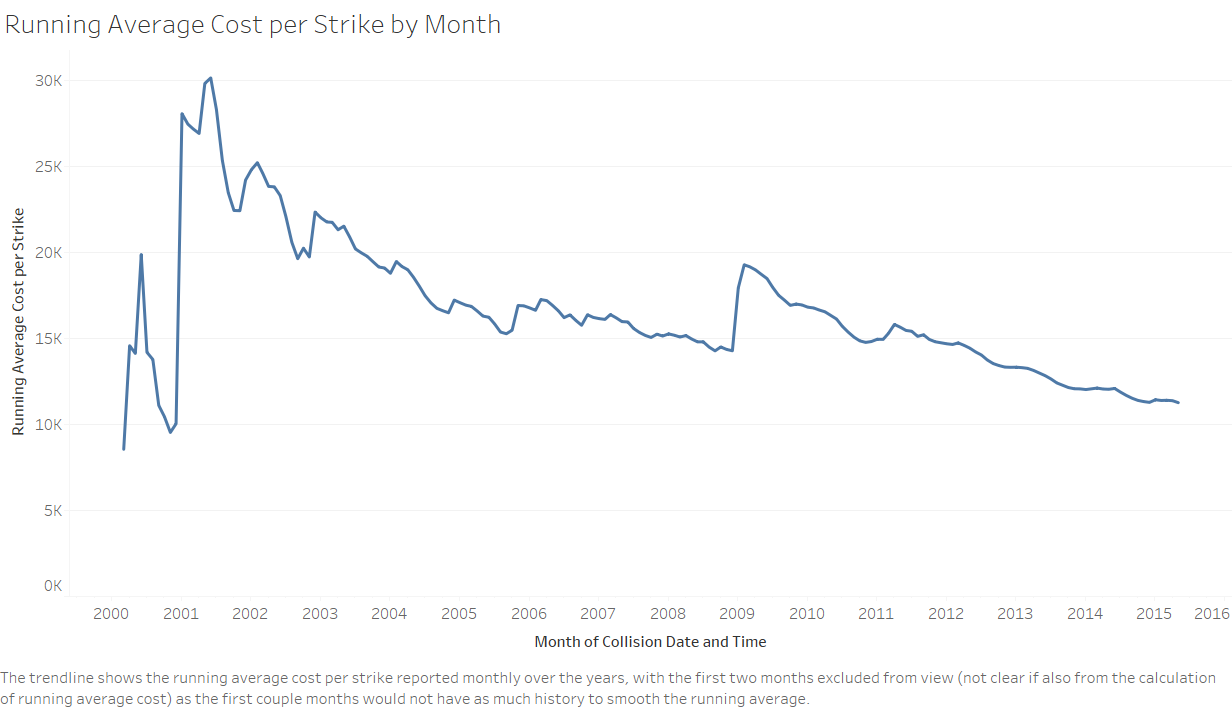 Running Average Cost per Strike by Month
Running Average Cost per Strike
30K
25K
20K
15K
10K
5K
0K
2000 2001 2002 2003 2004 2005 2006 2007 2008 2009 2010 2011 2012 2013 2014 2015 2016
Month of Collision Date and Time
The trendline shows the running average cost per strike reported monthly over the years, with the first two months excluded from view (not clear if also from the calculation
of running average cost) as the first couple months would not have as much history to smooth the running average.